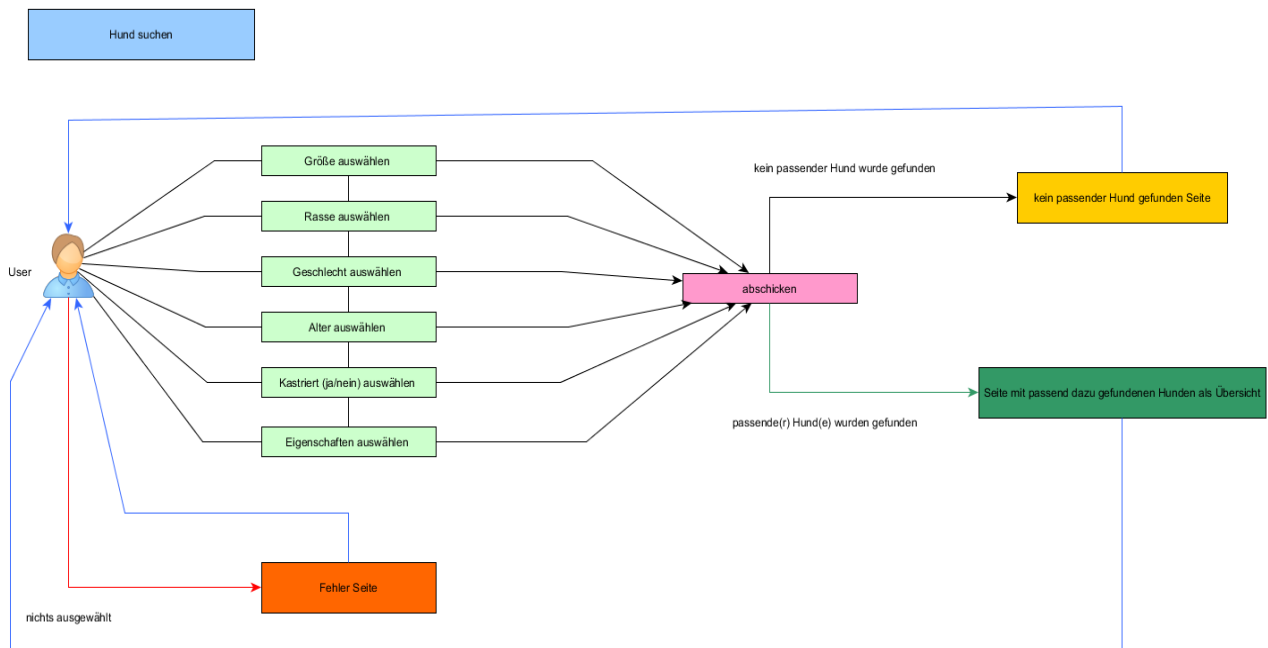 Hund suchen
Größe auswählen
kein passender Hund wurde gefunden
kein passender Hund gefunden Seite
Rasse auswählen
User
Geschlecht auswählen
abschicken
Alter auswählen
Kastriert (ja/nein) auswählen
Seite mit passend dazu gefundenen Hunden als Übersicht
passende(r) Hund(e) wurden gefunden
Eigenschaften auswählen
Fehler Seite
nichts ausgewählt